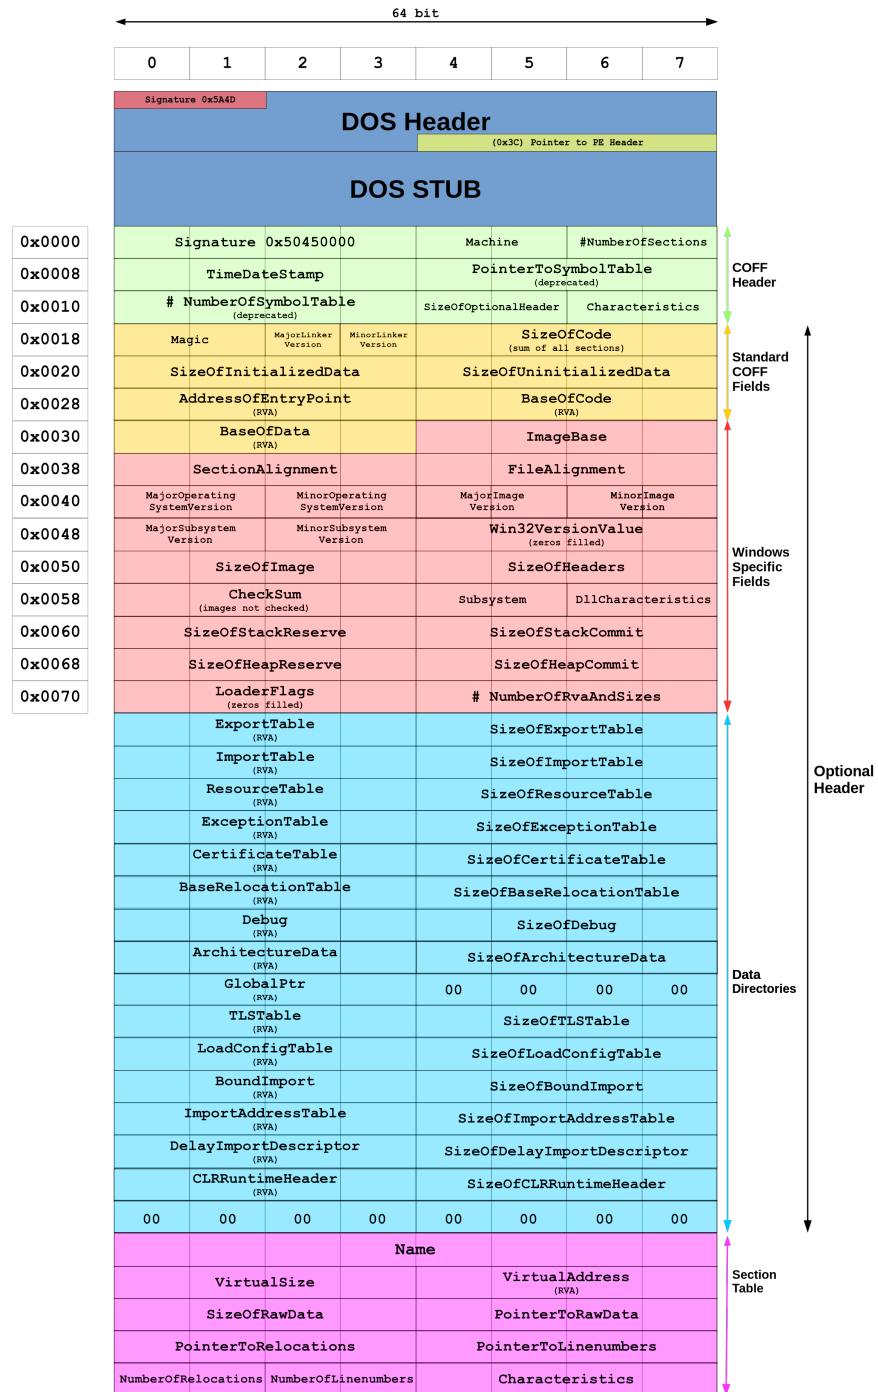 64 bit
0 1 2 3 4 5 6 7
Signature 0x5A4D
DOS Header
(0x3C) Pointer to PE Header
DOS STUB
0x0000 Signature 0x50450000 Machine #NumberOfSections
0x0008 TimeDateStamp PointerToSymbolTable
(deprecated)
0x0010 # NumberOfSymbolTable SizeOfOptionalHeader Characteristics
(deprecated)
COFF
Header
0x0018 Magic MajorLinker MinorLinker SizeOfCode
Version Version (sum of all sections)
0x0020 SizeOfInitializedData SizeOfUninitializedData
0x0028 AddressOfEntryPoint BaseOfCode
(RVA) (RVA)
Standard
COFF
Fields
0x0030 BaseOfData ImageBase
(RVA)
0x0038 SectionAlignment FileAlignment
0x0040 MajorOperating MinorOperating MajorImage MinorImage
SystemVersion SystemVersion Version Version
0x0048 MajorSubsystem MinorSubsystem Win32VersionValue
Version Version (zeros filled)
0x0050 SizeOfImage SizeOfHeaders
0x0058 CheckSum Subsystem DllCharacteristics
(images not checked)
0x0060 SizeOfStackReserve SizeOfStackCommit
0x0068 SizeOfHeapReserve SizeOfHeapCommit
0x0070 LoaderFlags # NumberOfRvaAndSizes
(zeros filled)
Windows
Specific
Fields
ExportTable SizeOfExportTable
(RVA)
ImportTable SizeOfImportTable
(RVA)
ResourceTable SizeOfResourceTable
(RVA)
ExceptionTable SizeOfExceptionTable
(RVA)
CertificateTable SizeOfCertificateTable
(RVA)
BaseRelocationTable SizeOfBaseRelocationTable
(RVA)
Debug SizeOfDebug
(RVA)
ArchitectureData SizeOfArchitectureData
(RVA)
GlobalPtr 00 00 00 00
(RVA)
TLSTable SizeOfTLSTable
(RVA)
LoadConfigTable SizeOfLoadConfigTable
(RVA)
BoundImport SizeOfBoundImport
(RVA)
ImportAddressTable SizeOfImportAddressTable
(RVA)
DelayImportDescriptor SizeOfDelayImportDescriptor
(RVA)
CLRRuntimeHeader SizeOfCLRRuntimeHeader
(RVA)
00 00 00 00 00 00 00 00
Data
Directories
Optional
Header
Name
VirtualSize VirtualAddress
(RVA)
SizeOfRawData PointerToRawData
PointerToRelocations PointerToLinenumbers
NumberOfRelocations NumberOfLinenumbers Characteristics
Section
Table